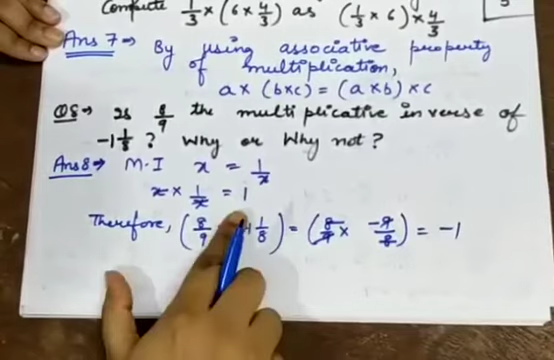 Compute 1/3 × (6 × 4/3) as (1/3 × 6) × 4/3
Ans 7 ⇒ By using associative property
of multiplication,
a × (b×c) = (a×b) × c
Q8 ⇒ Is 8/9 the multiplicative inverse of
-1 1/8 ? Why or Why not?
Ans 8 ⇒ M.I x = 1/x
x × 1/x = 1
Therefore, (8/9 1/8) = (8/9 × -9/8) = -1